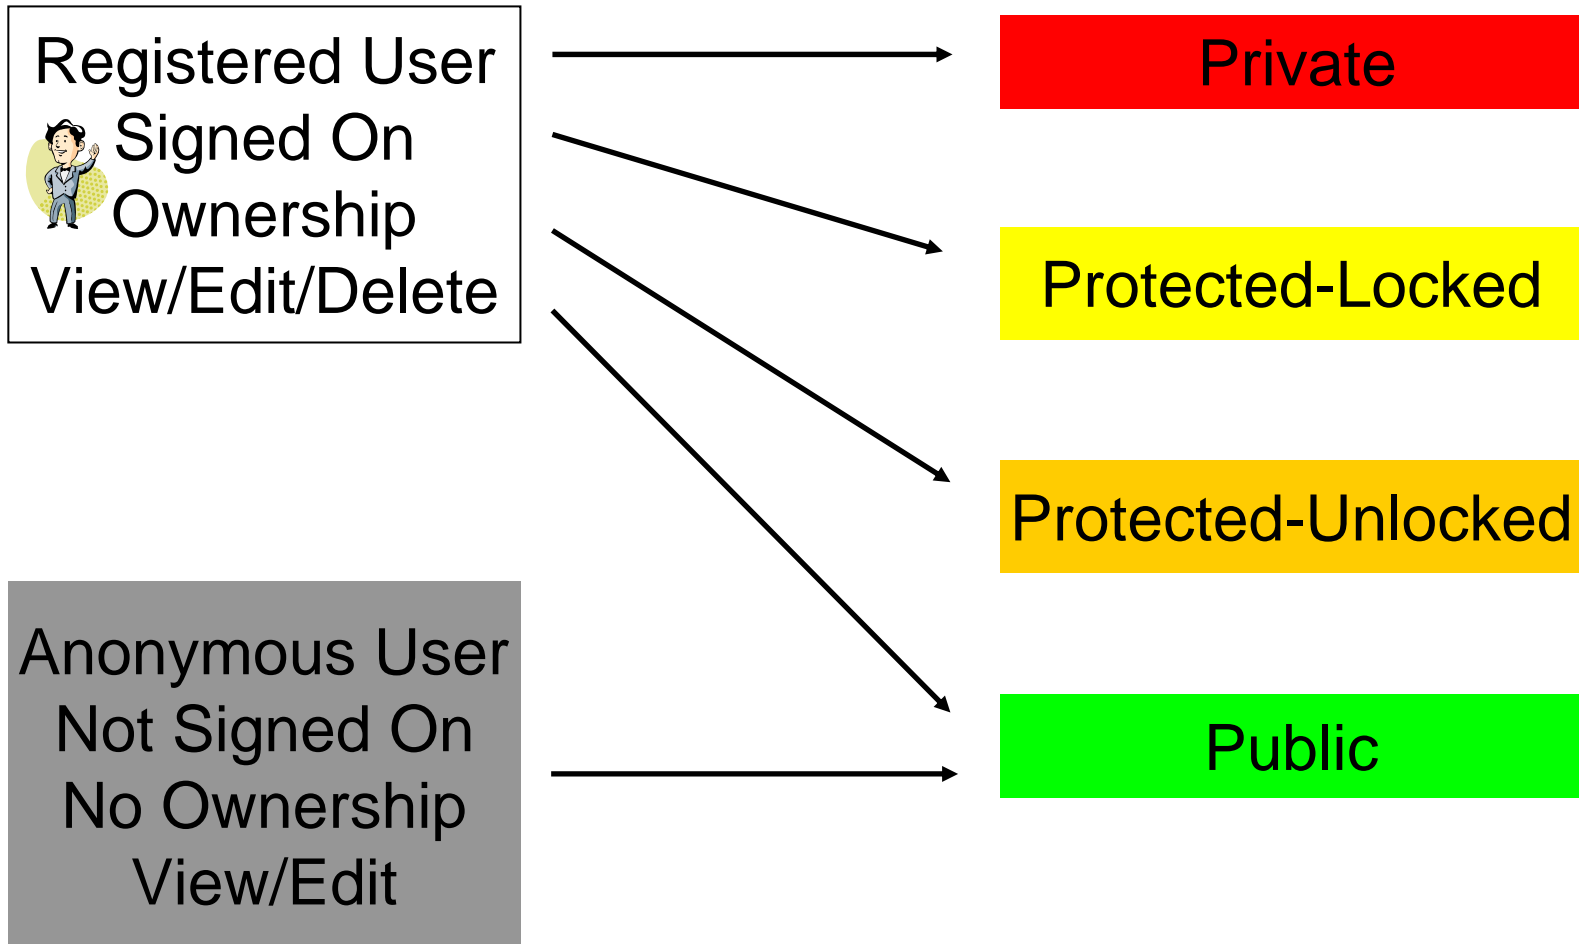 Registered User
Signed On
Ownership
View/Edit/Delete
Private
Protected-Locked
Protected-Unlocked
Public
Anonymous User
Not Signed On
No Ownership
View/Edit